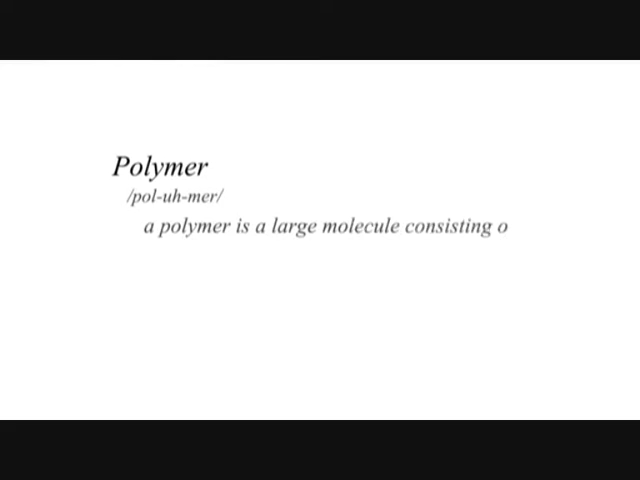 Polymer
/pol-uh-mer/
a polymer is a large molecule consisting o